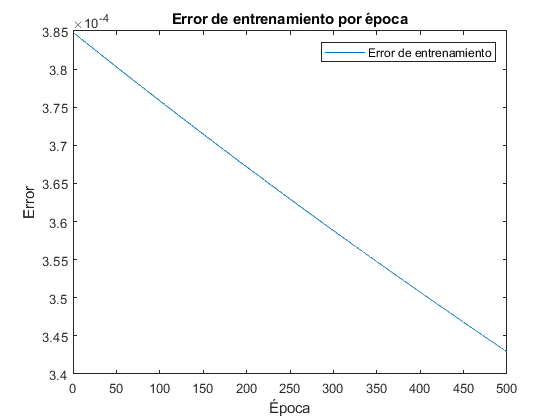 Error de entrenamiento por época
×10-4
Error de entrenamiento
3.85
3.8
3.75
3.7
3.65
3.6
3.55
3.5
3.45
3.4
Error
0 50 100 150 200 250 300 350 400 450 500
Época